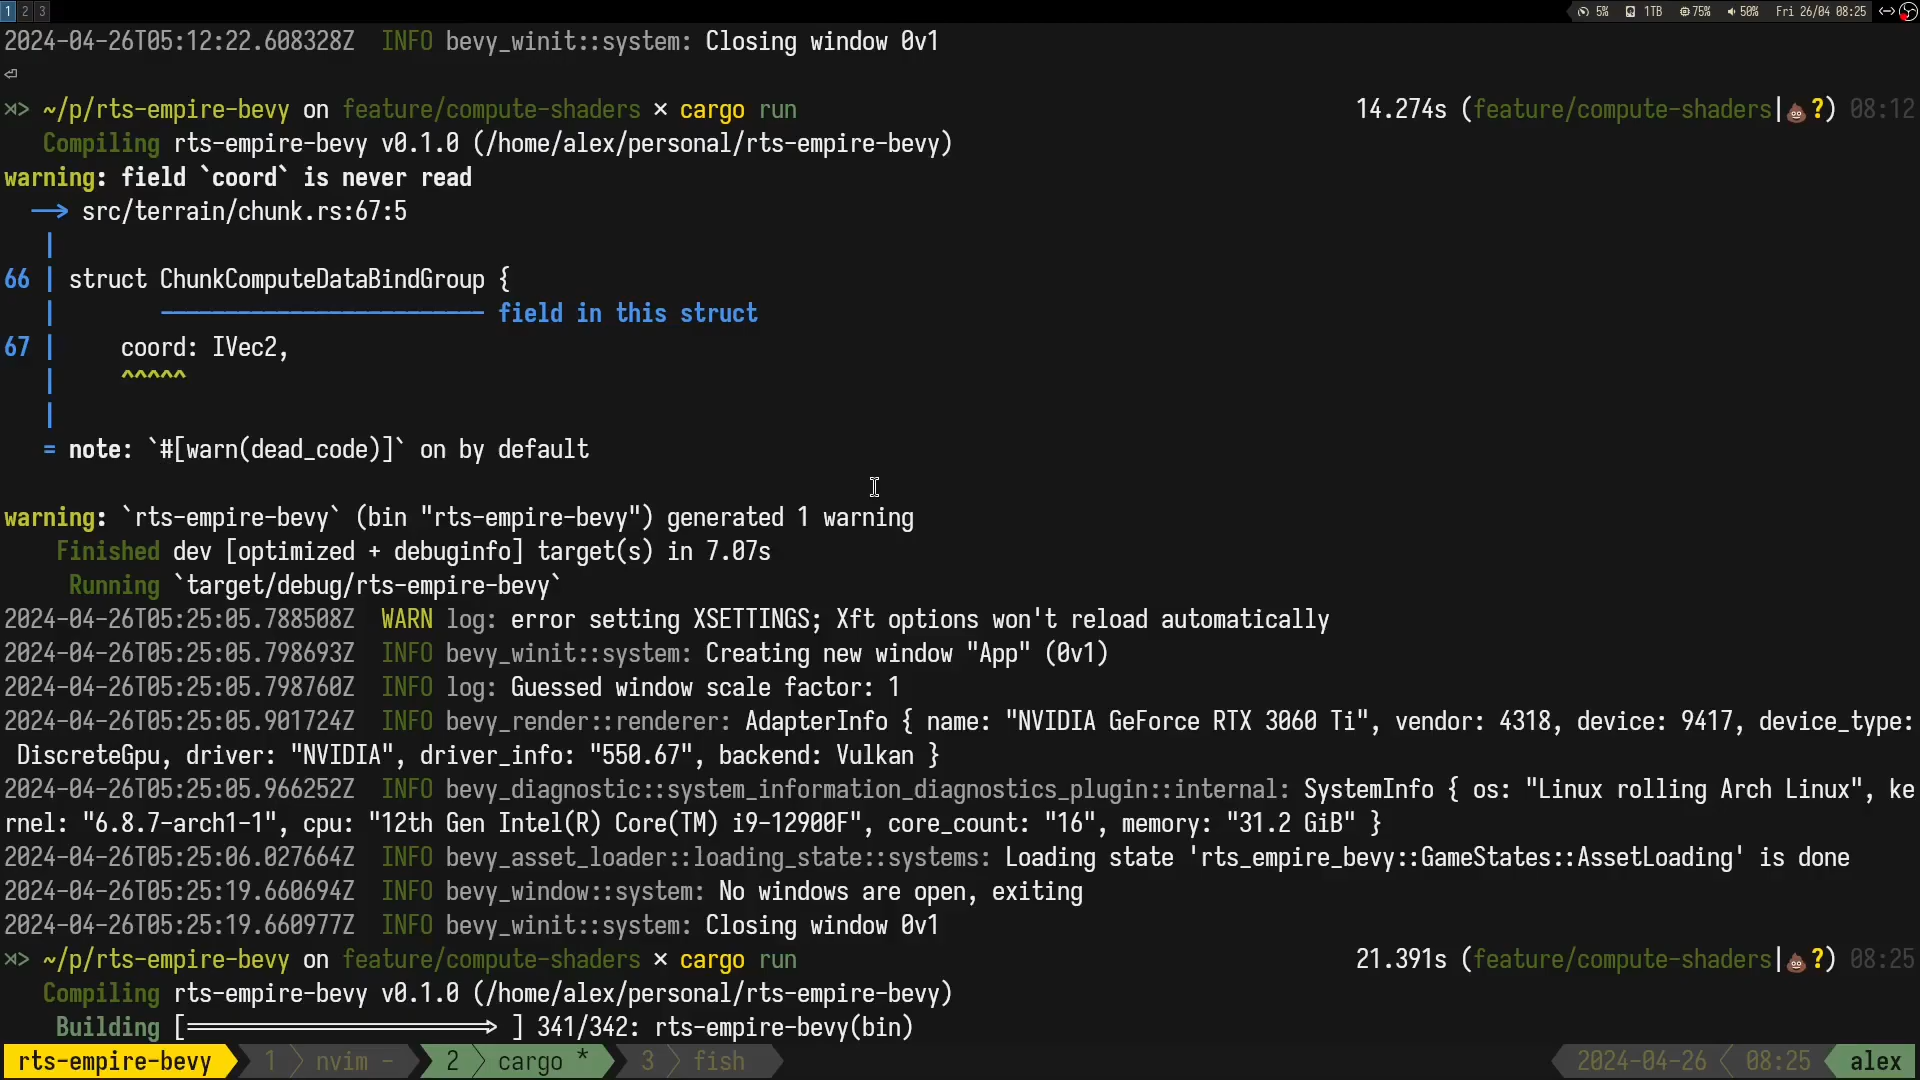 1 2 3 5% 1TB 75% 50% Fri 26/04 08:25
2024-04-26T05:12:22.608328Z  INFO bevy_winit::system: Closing window 0v1
⏎
⋊> ~/p/rts-empire-bevy on feature/compute-shaders × cargo run 14.274s (feature/compute-shaders|💩?) 08:12
   Compiling rts-empire-bevy v0.1.0 (/home/alex/personal/rts-empire-bevy)
warning: field `coord` is never read
  --> src/terrain/chunk.rs:67:5
   |
66 | struct ChunkComputeDataBindGroup {
   |        ------------------------- field in this struct
67 |     coord: IVec2,
   |     ^^^^^
   |
   = note: `#[warn(dead_code)]` on by default
warning: `rts-empire-bevy` (bin "rts-empire-bevy") generated 1 warning
    Finished dev [optimized + debuginfo] target(s) in 7.07s
     Running `target/debug/rts-empire-bevy`
2024-04-26T05:25:05.788508Z  WARN log: error setting XSETTINGS; Xft options won't reload automatically
2024-04-26T05:25:05.798693Z  INFO bevy_winit::system: Creating new window "App" (0v1)
2024-04-26T05:25:05.798760Z  INFO log: Guessed window scale factor: 1
2024-04-26T05:25:05.901724Z  INFO bevy_render::renderer: AdapterInfo { name: "NVIDIA GeForce RTX 3060 Ti", vendor: 4318, device: 9417, device_type:
 DiscreteGpu, driver: "NVIDIA", driver_info: "550.67", backend: Vulkan }
2024-04-26T05:25:05.966252Z  INFO bevy_diagnostic::system_information_diagnostics_plugin::internal: SystemInfo { os: "Linux rolling Arch Linux", ke
rnel: "6.8.7-arch1-1", cpu: "12th Gen Intel(R) Core(TM) i9-12900F", core_count: "16", memory: "31.2 GiB" }
2024-04-26T05:25:06.027664Z  INFO bevy_asset_loader::loading_state::systems: Loading state 'rts_empire_bevy::GameStates::AssetLoading' is done
2024-04-26T05:25:19.660694Z  INFO bevy_window::system: No windows are open, exiting
2024-04-26T05:25:19.660977Z  INFO bevy_winit::system: Closing window 0v1
⋊> ~/p/rts-empire-bevy on feature/compute-shaders × cargo run 21.391s (feature/compute-shaders|💩?) 08:25
   Compiling rts-empire-bevy v0.1.0 (/home/alex/personal/rts-empire-bevy)
    Building [=======================> ] 341/342: rts-empire-bevy(bin)
rts-empire-bevy 1 nvim - 2 cargo * 3 fish 2024-04-26 08:25 alex